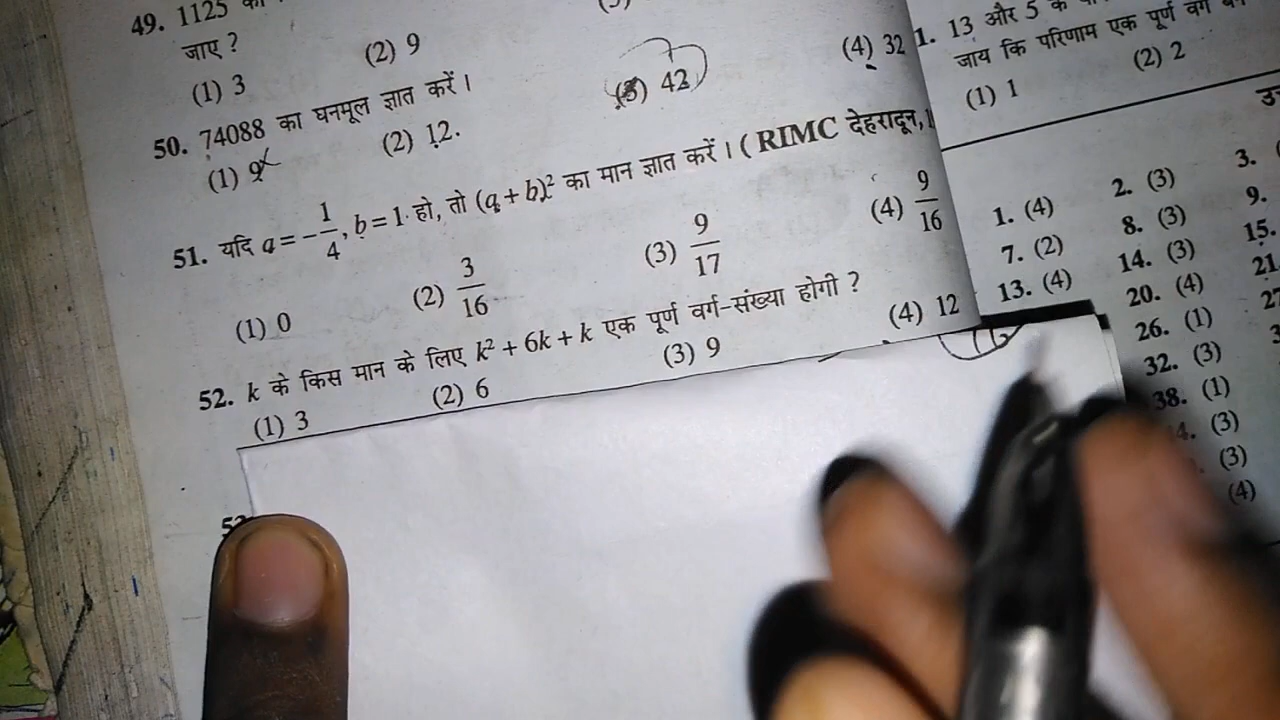 49. 1125
जाए ?
(1) 3 (2) 9 (4) 32
50. 74088 का घनमूल ज्ञात करें।
(1) 9 (2) 12. (3) 42
51. यदि a = -1/4, b = 1 हो, तो (a + b)² का मान ज्ञात करें। ( RIMC देहरादून,
(1) 0 (2) 3/16 (3) 9/17 (4) 9/16
52. k के किस मान के लिए k² + 6k + k एक पूर्ण वर्ग-संख्या होगी ?
(1) 3 (2) 6 (3) 9 (4) 12
1. 13 और 5 के
जाय कि परिणाम एक पूर्ण वर्ग
(1) 1 (2) 2
1. (4) 2. (3) 3.
7. (2) 8. (3) 9.
13. (4) 14. (3) 15.
20. (4) 21
26. (1) 27
32. (3)
38. (1)
(3)
(3)
(4)